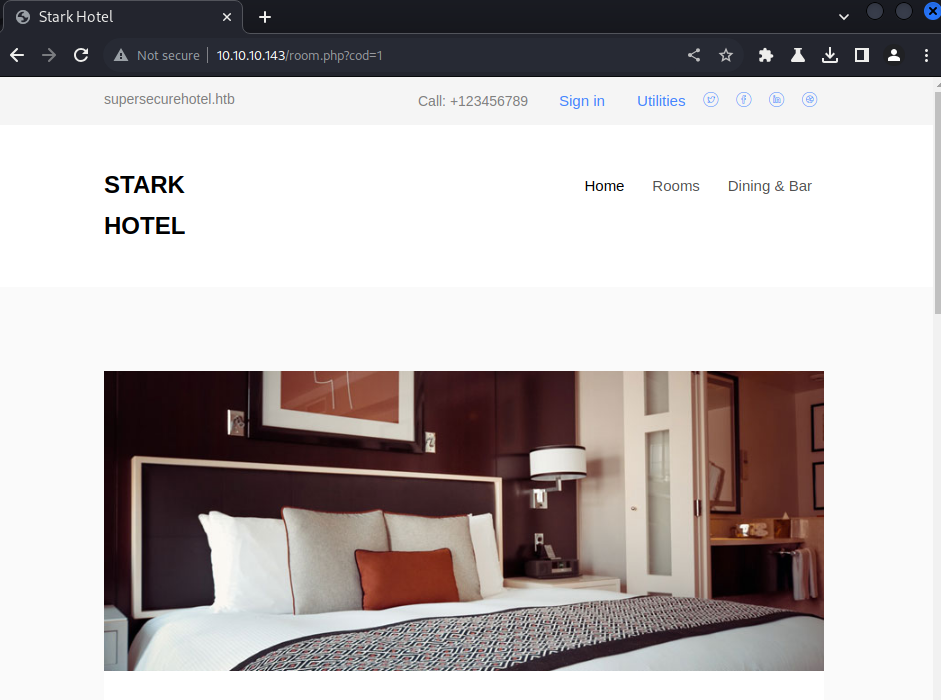 Stark Hotel
Not secure 10.10.10.143/room.php?cod=1
supersecurehotel.htb Call: +123456789 Sign in Utilities
STARK Home Rooms Dining & Bar
HOTEL